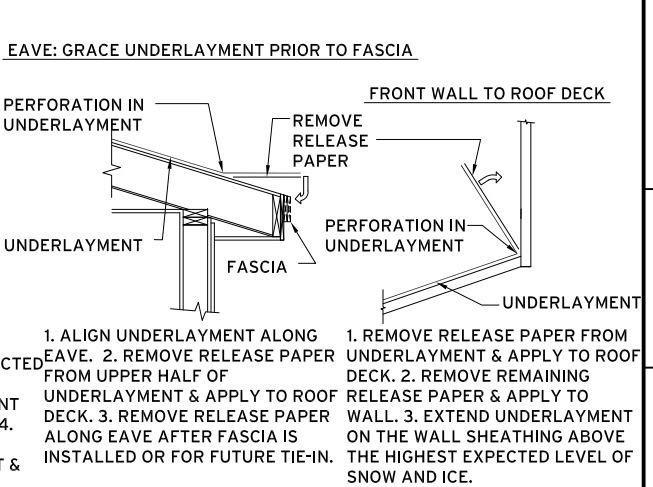 EAVE: GRACE UNDERLAYMENT PRIOR TO FASCIA
PERFORATION IN
UNDERLAYMENT
REMOVE
RELEASE
PAPER
UNDERLAYMENT
FASCIA
FRONT WALL TO ROOF DECK
PERFORATION IN
UNDERLAYMENT
UNDERLAYMENT
CTED
NT
4.
T &
1. ALIGN UNDERLAYMENT ALONG
EAVE. 2. REMOVE RELEASE PAPER
FROM UPPER HALF OF
UNDERLAYMENT & APPLY TO ROOF
DECK. 3. REMOVE RELEASE PAPER
ALONG EAVE AFTER FASCIA IS
INSTALLED OR FOR FUTURE TIE-IN.
1. REMOVE RELEASE PAPER FROM
UNDERLAYMENT & APPLY TO ROOF
DECK. 2. REMOVE REMAINING
RELEASE PAPER & APPLY TO
WALL. 3. EXTEND UNDERLAYMENT
ON THE WALL SHEATHING ABOVE
THE HIGHEST EXPECTED LEVEL OF
SNOW AND ICE.